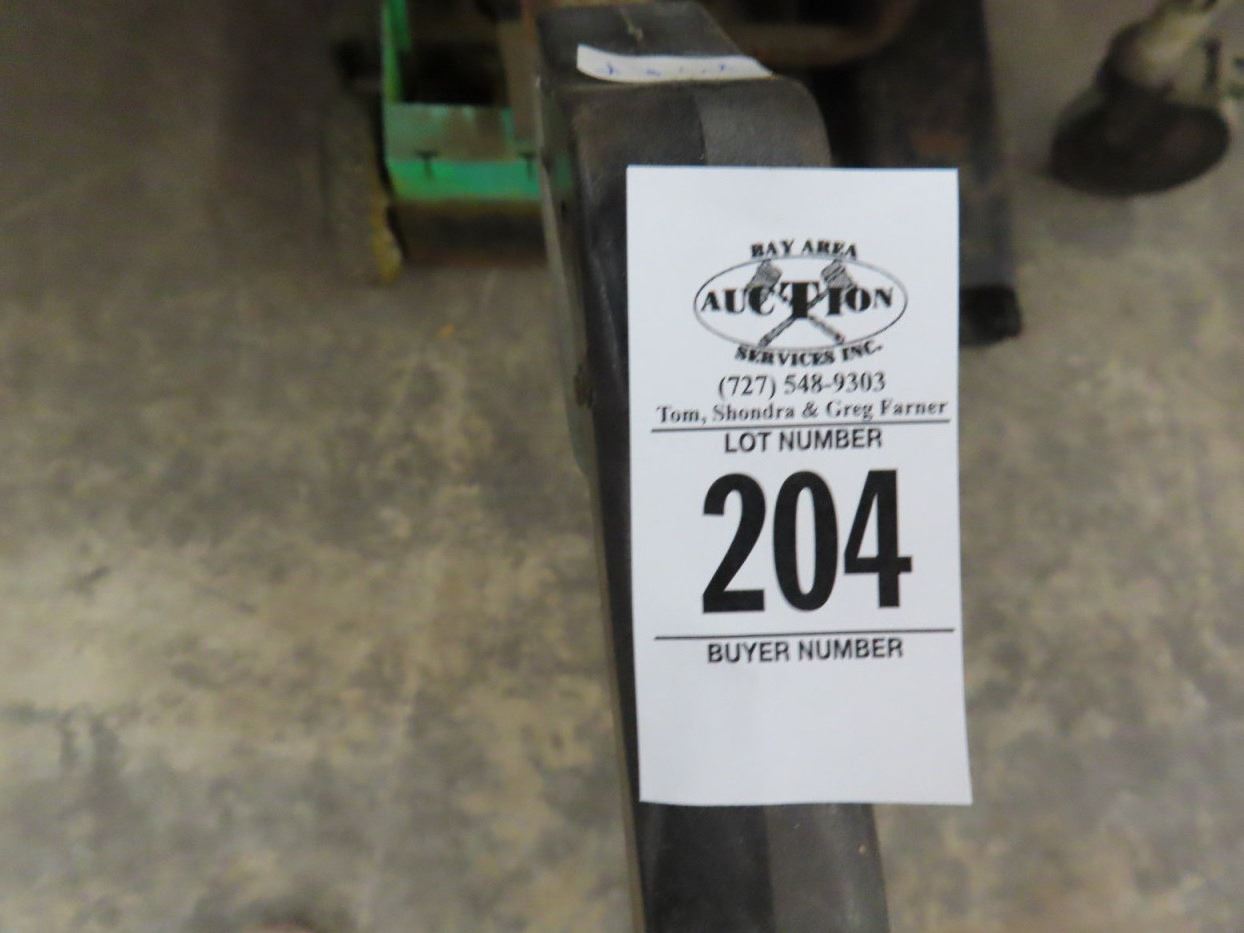 BAY AREA
AUCTION
SERVICES INC.
(727) 548-9303
Tom, Shondra & Greg Farner
LOT NUMBER
204
BUYER NUMBER